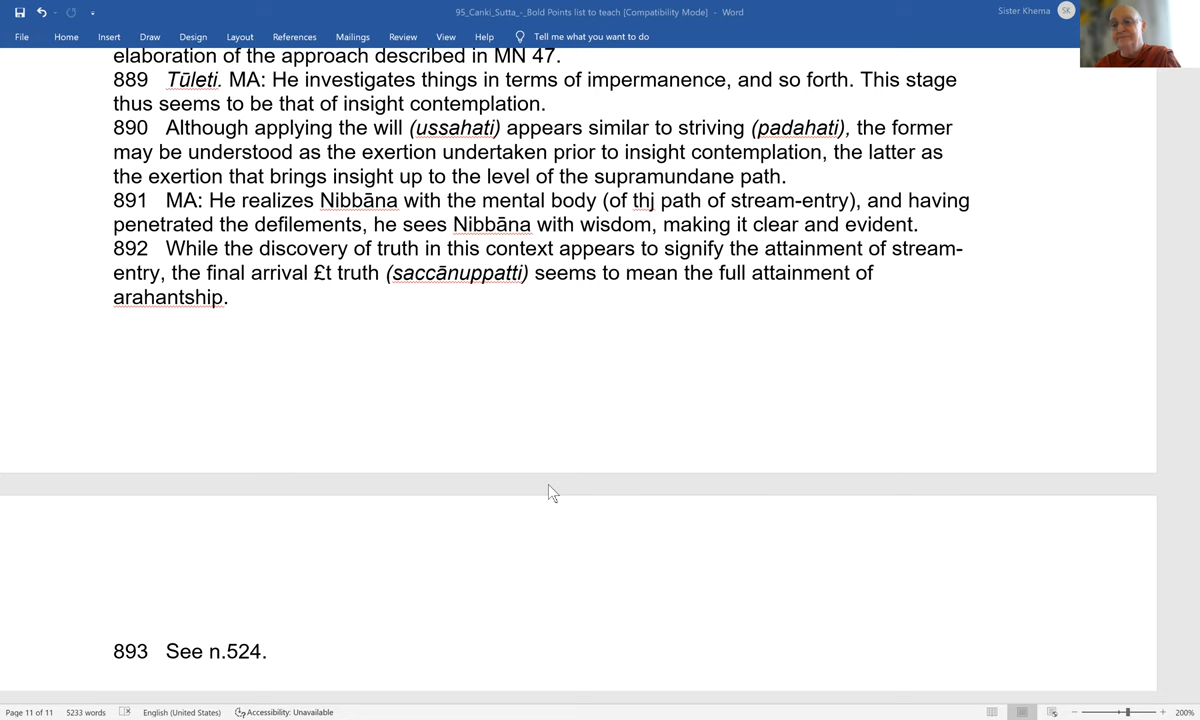 95_Canki_Sutta_-_Bold Points list to teach [Compatibility Mode] - Word
Sister Khema
SK
File Home Insert Draw Design Layout References Mailings Review View Help Tell me what you want to do
elaboration of the approach described in MN 47.
889 Tūleti. MA: He investigates things in terms of impermanence, and so forth. This stage
thus seems to be that of insight contemplation.
890 Although applying the will (ussahati) appears similar to striving (padahati), the former
may be understood as the exertion undertaken prior to insight contemplation, the latter as
the exertion that brings insight up to the level of the supramundane path.
891 MA: He realizes Nibbāna with the mental body (of thj path of stream-entry), and having
penetrated the defilements, he sees Nibbāna with wisdom, making it clear and evident.
892 While the discovery of truth in this context appears to signify the attainment of stream-
entry, the final arrival £t truth (saccānuppatti) seems to mean the full attainment of
arahantship.
893 See n.524.
Page 11 of 11 5233 words English (United States) Accessibility: Unavailable 200%